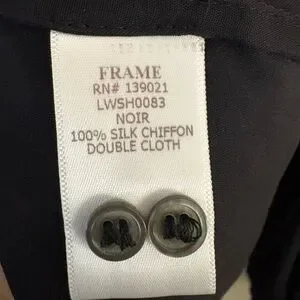 FRAME
RN# 139021
LWSH0083
NOIR
100% SILK CHIFFON
DOUBLE CLOTH